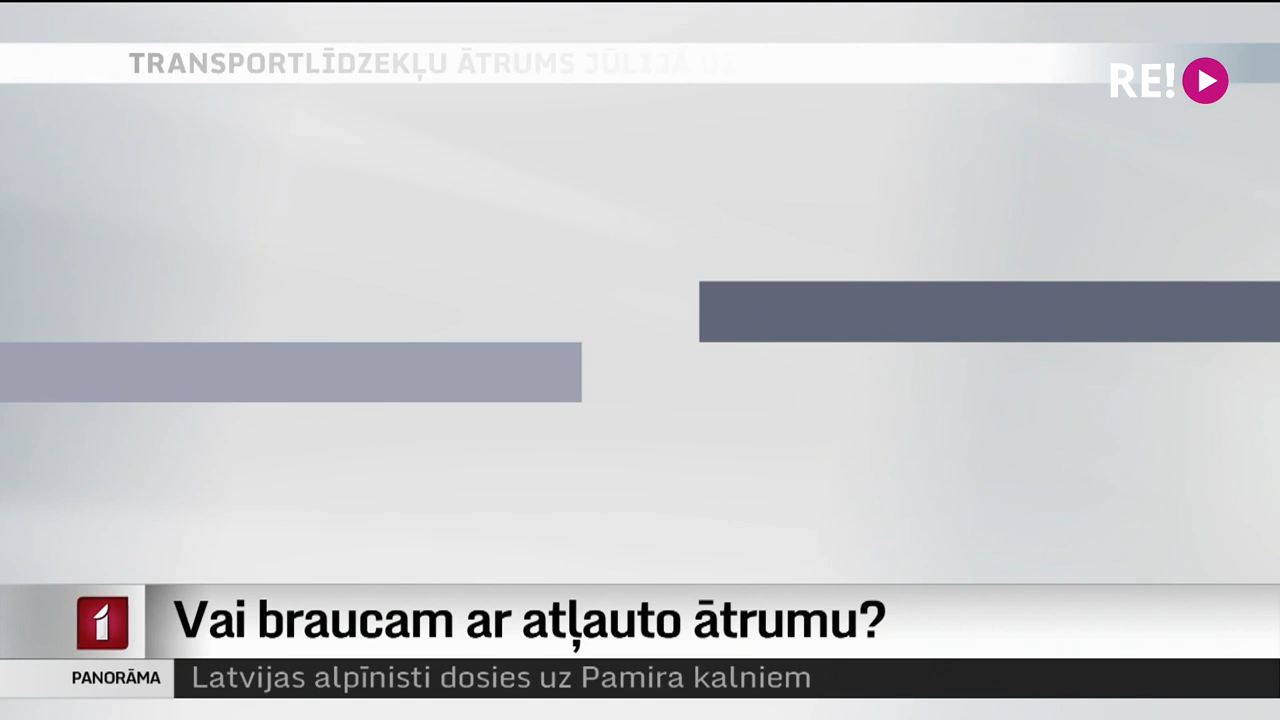 TRANSPORTLĪDZEKĻU ĀTRUMS JŪLIJĀ
RE!
1
Vai braucam ar atļauto ātrumu?
PANORĀMA
Latvijas alpīnisti dosies uz Pamira kalniem